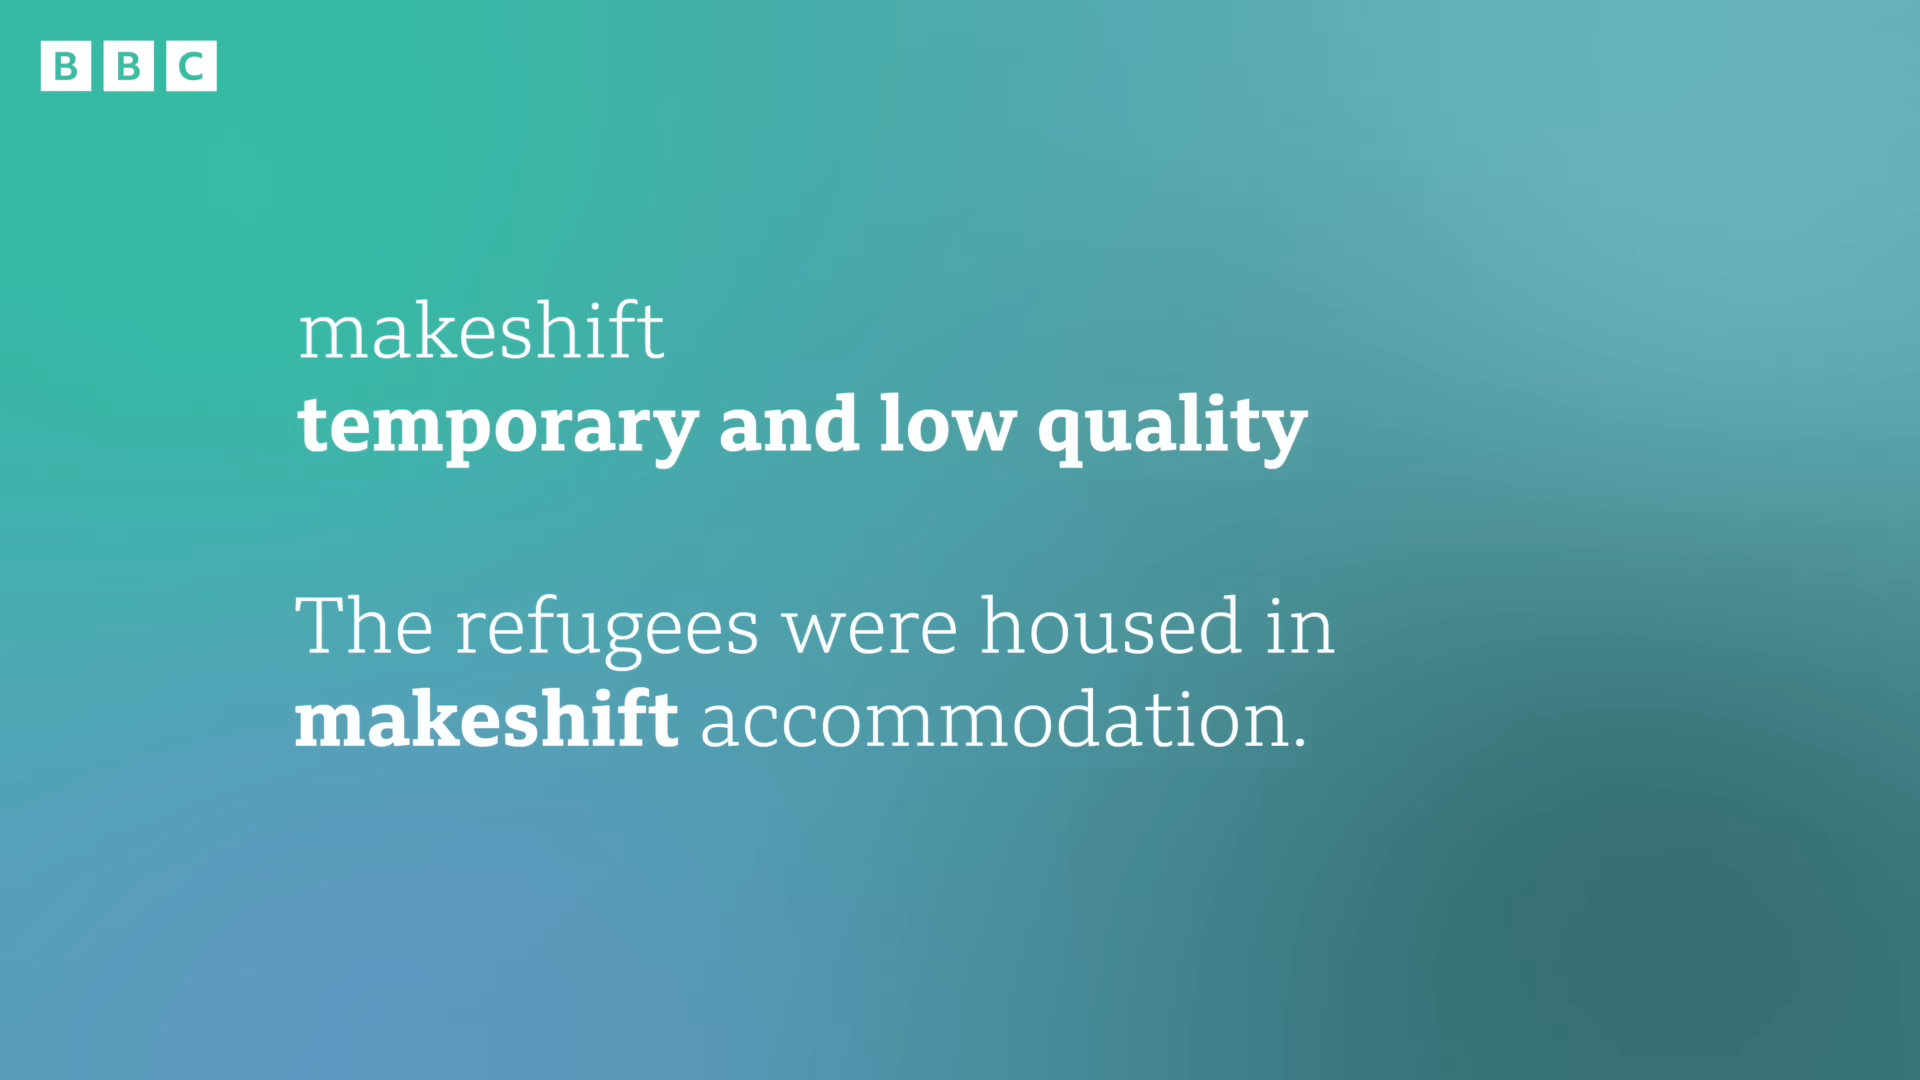 BBC
makeshift
temporary and low quality
The refugees were housed in
makeshift accommodation.